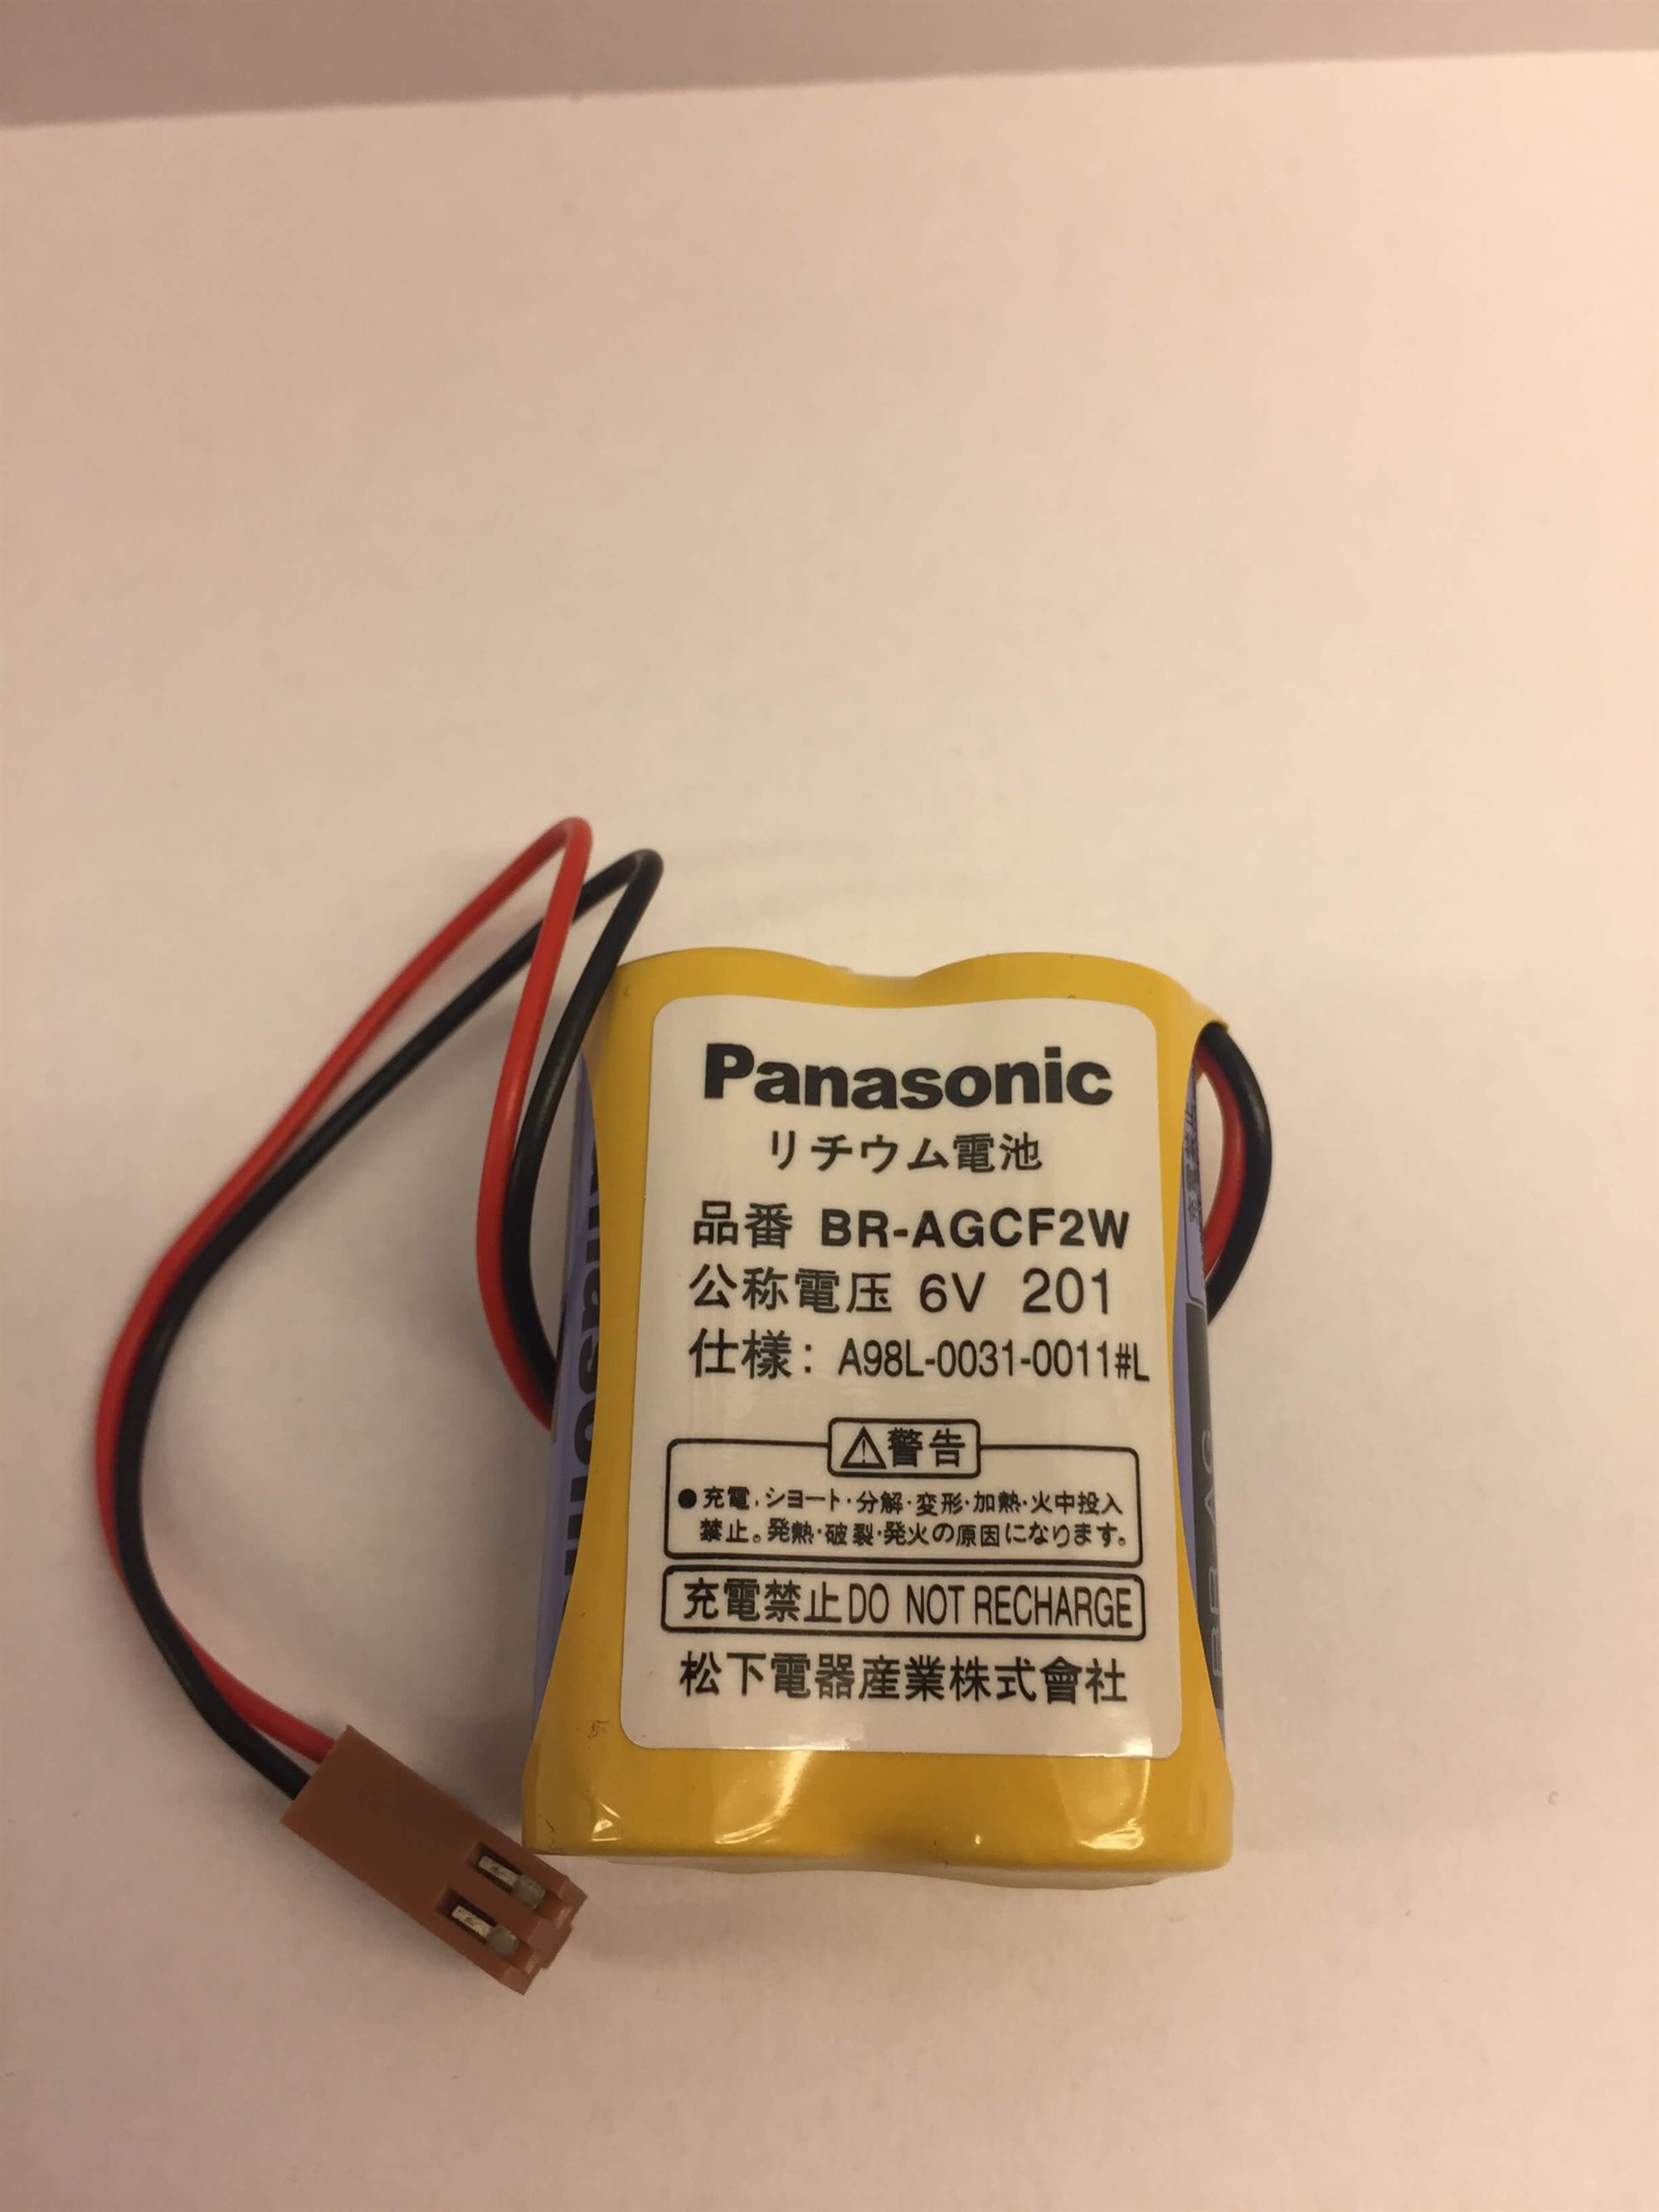 Panasonic
リチウム電池
品番 BR-AGCF2W
公称電圧 6V 201
仕様: A98L-0031-0011#L
⚠警告
●充電.ショート・分解・変形・加熱・火中投入
禁止。発熱・破裂・発火の原因になります。
充電禁止DO NOT RECHARGE
松下電器産業株式會社